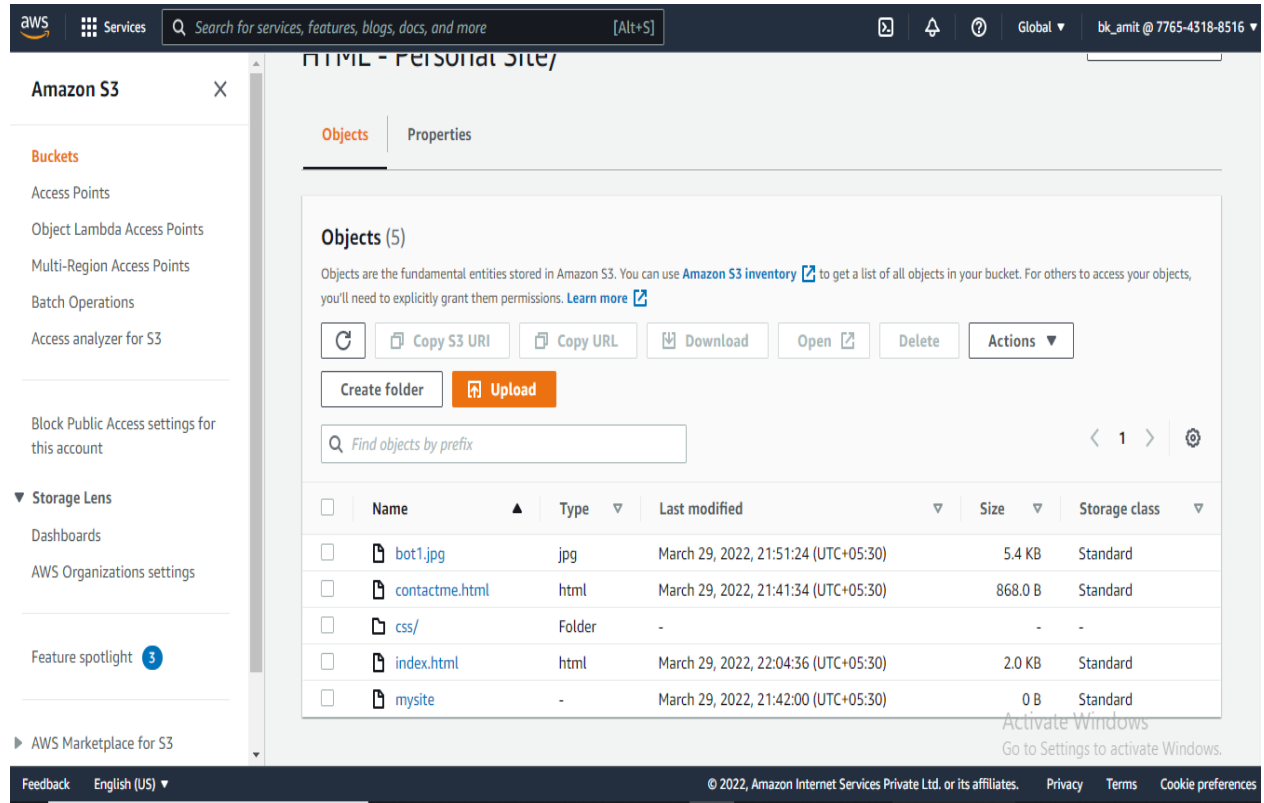 aws Services Search for services, features, blogs, docs, and more [Alt+S] Global ▼ bk_amit @ 7765-4318-8516 ▼
Amazon S3
Buckets
Access Points
Object Lambda Access Points
Multi-Region Access Points
Batch Operations
Access analyzer for S3
Block Public Access settings for
this account
▼ Storage Lens
Dashboards
AWS Organizations settings
Feature spotlight 3
▶ AWS Marketplace for S3
HTML - Personal Site/
Objects Properties
Objects (5)
Objects are the fundamental entities stored in Amazon S3. You can use Amazon S3 inventory to get a list of all objects in your bucket. For others to access your objects,
you'll need to explicitly grant them permissions. Learn more
Copy S3 URI Copy URL Download Open Delete Actions ▼
Create folder Upload
Find objects by prefix
< 1 >
Name ▲ Type Last modified Size Storage class
bot1.jpg jpg March 29, 2022, 21:51:24 (UTC+05:30) 5.4 KB Standard
contactme.html html March 29, 2022, 21:41:34 (UTC+05:30) 868.0 B Standard
css/ Folder - - -
index.html html March 29, 2022, 22:04:36 (UTC+05:30) 2.0 KB Standard
mysite - March 29, 2022, 21:42:00 (UTC+05:30) 0 B Standard
Activate Windows
Go to Settings to activate Windows.
Feedback English (US) ▼ © 2022, Amazon Internet Services Private Ltd. or its affiliates. Privacy Terms Cookie preferences